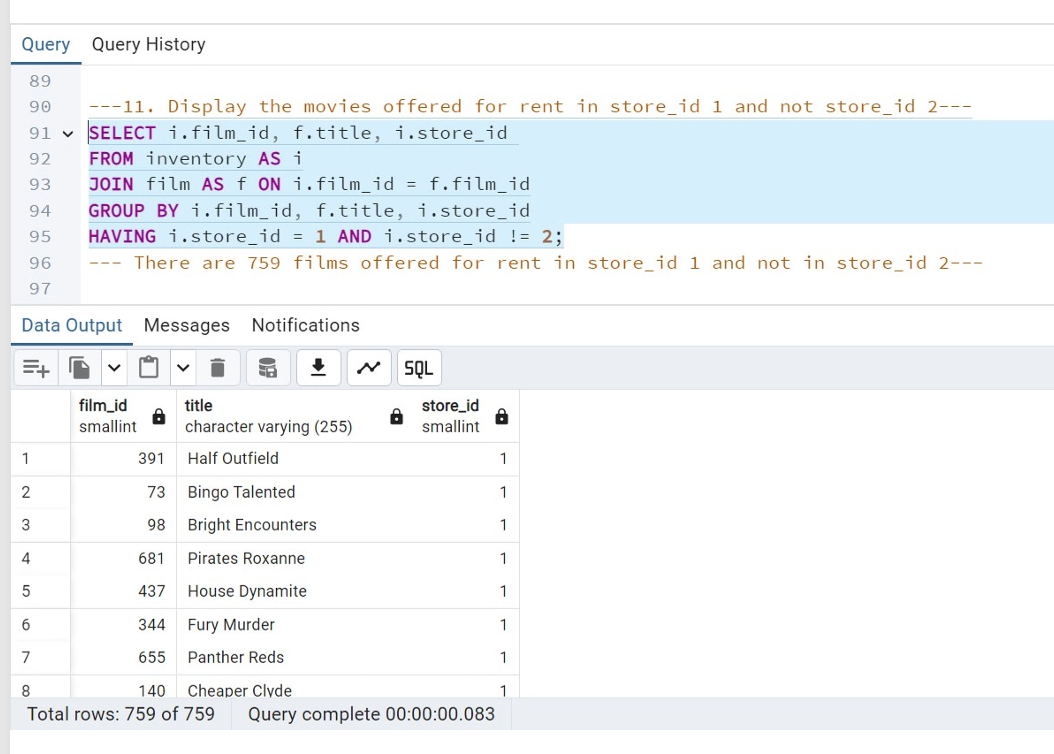 Query Query History
89
90 ---11. Display the movies offered for rent in store_id 1 and not store_id 2---
91 SELECT i.film_id, f.title, i.store_id
92 FROM inventory AS i
93 JOIN film AS f ON i.film_id = f.film_id
94 GROUP BY i.film_id, f.title, i.store_id
95 HAVING i.store_id = 1 AND i.store_id != 2;
96 --- There are 759 films offered for rent in store_id 1 and not in store_id 2---
97
Data Output Messages Notifications
SQL
film_id title store_id
smallint character varying (255) smallint
1 391 Half Outfield 1
2 73 Bingo Talented 1
3 98 Bright Encounters 1
4 681 Pirates Roxanne 1
5 437 House Dynamite 1
6 344 Fury Murder 1
7 655 Panther Reds 1
8 140 Cheaper Clyde 1
Total rows: 759 of 759 Query complete 00:00:00.083